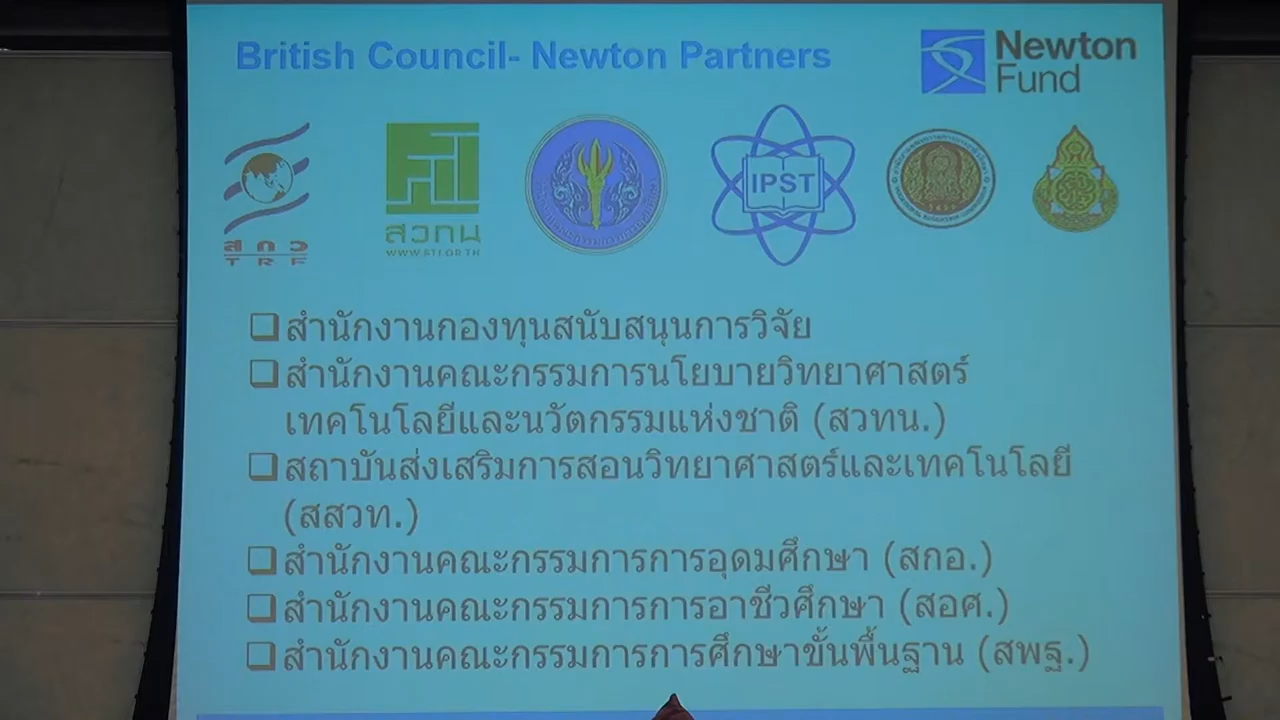 British Council- Newton Partners
Newton
Fund
สกว
TRF
สวทน
WWW.STI.OR.TH
IPST
❑ สำนักงานกองทุนสนับสนุนการวิจัย
❑ สำนักงานคณะกรรมการนโยบายวิทยาศาสตร์
เทคโนโลยีและนวัตกรรมแห่งชาติ (สวทน.)
❑ สถาบันส่งเสริมการสอนวิทยาศาสตร์และเทคโนโลยี
(สสวท.)
❑ สำนักงานคณะกรรมการการอุดมศึกษา (สกอ.)
❑ สำนักงานคณะกรรมการการอาชีวศึกษา (สอศ.)
❑ สำนักงานคณะกรรมการการศึกษาขั้นพื้นฐาน (สพฐ.)